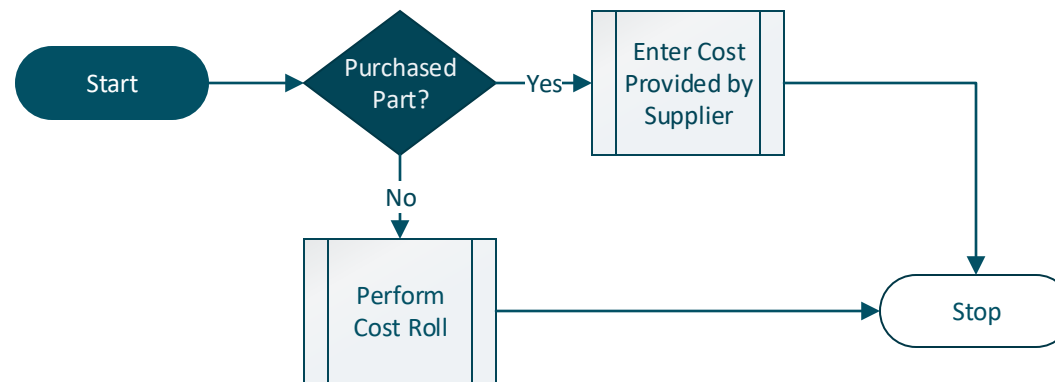 Start
Purchased
Part?
Yes
Enter Cost
Provided by
Supplier
No
Perform
Cost Roll
Stop